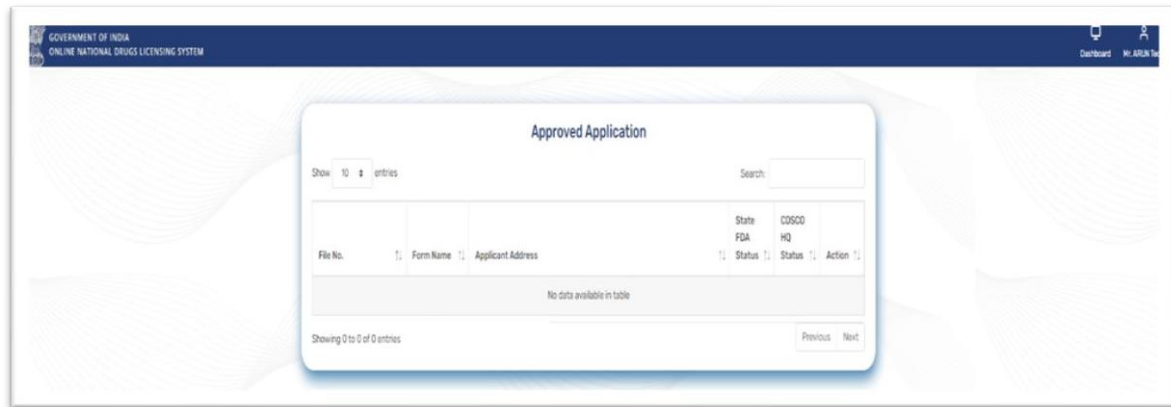 GOVERNMENT OF INDIA
ONLINE NATIONAL DRUGS LICENSING SYSTEM
Dashboard
Mr. ARUN
Approved Application
Show 10 entries
Search:
File No.
Form Name
Applicant Address
State FDA Status
CDSCO HQ Status
Action
No data available in table
Showing 0 to 0 of 0 entries
Previous Next